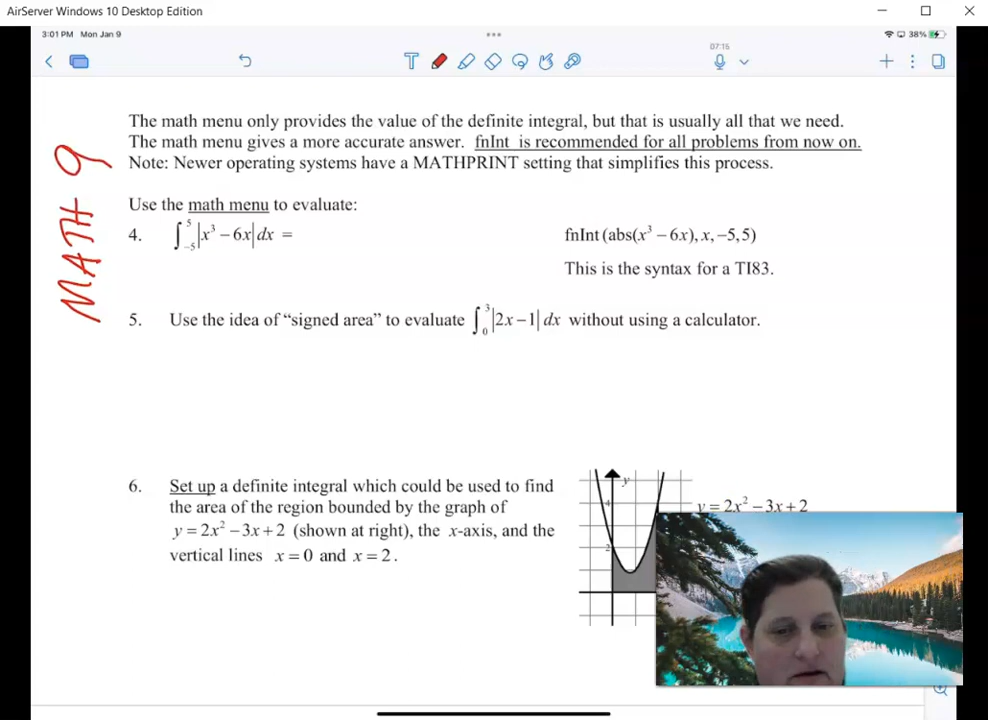 AirServer Windows 10 Desktop Edition
3:01 PM Mon Jan 9
38%
07:15
MATH 9
The math menu only provides the value of the definite integral, but that is usually all that we need.
The math menu gives a more accurate answer. fnInt is recommended for all problems from now on.
Note: Newer operating systems have a MATHPRINT setting that simplifies this process.
Use the math menu to evaluate:
4. ∫₋₅⁵ |x³ − 6x| dx =
fnInt (abs(x³ − 6x), x, −5, 5)
This is the syntax for a TI83.
5. Use the idea of “signed area” to evaluate ∫₀³ |2x − 1| dx without using a calculator.
6. Set up a definite integral which could be used to find
the area of the region bounded by the graph of
y = 2x² − 3x + 2 (shown at right), the x-axis, and the
vertical lines x = 0 and x = 2.
y
4
2
y = 2x² − 3x + 2